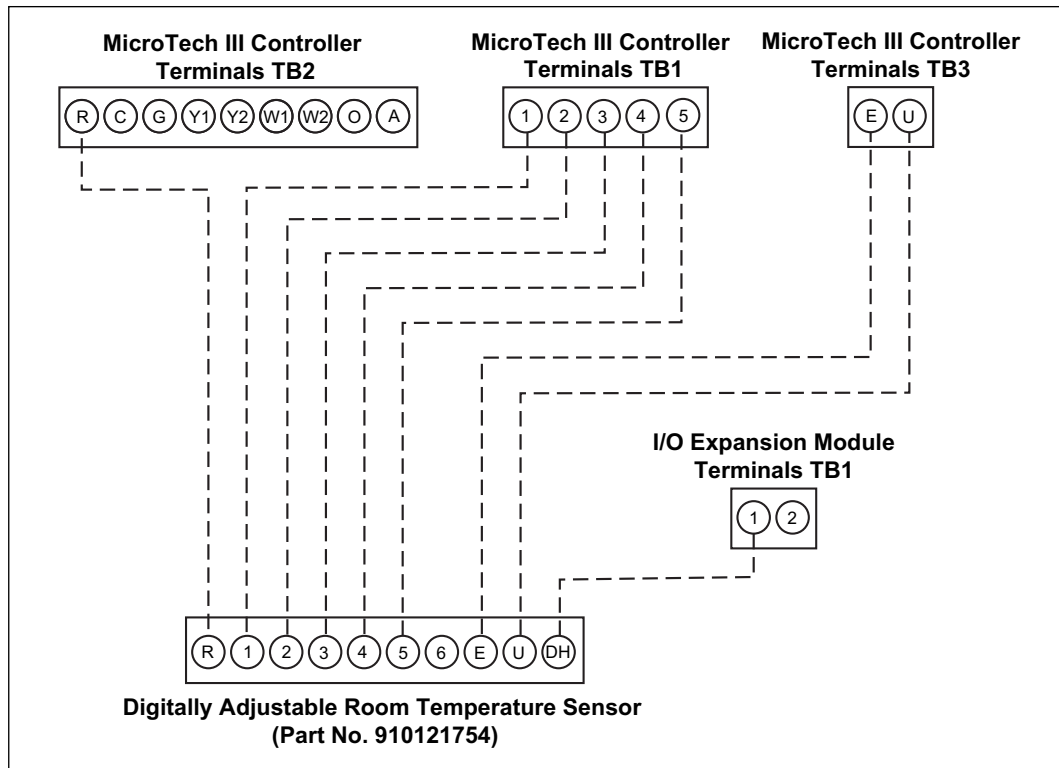 MicroTech III Controller
Terminals TB2
R C G Y1 Y2 W1 W2 O A
MicroTech III Controller
Terminals TB1
1 2 3 4 5
MicroTech III Controller
Terminals TB3
E U
I/O Expansion Module
Terminals TB1
1 2
R 1 2 3 4 5 6 E U DH
Digitally Adjustable Room Temperature Sensor
(Part No. 910121754)